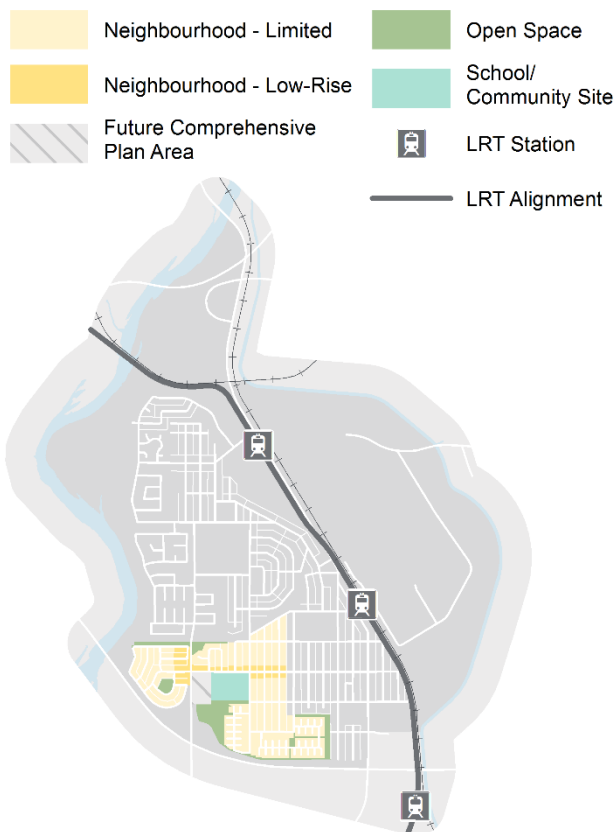 Neighbourhood - Limited
Open Space
Neighbourhood - Low-Rise
School/
Community Site
Future Comprehensive
Plan Area
LRT Station
LRT Alignment